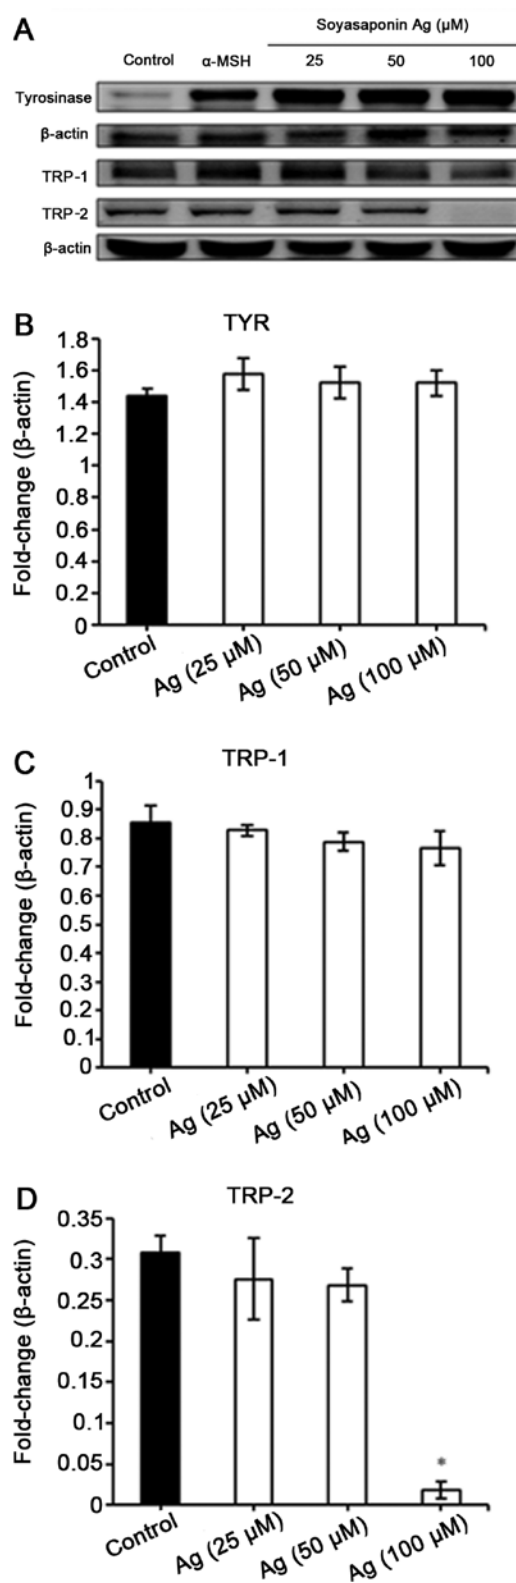 A
Soyasaponin Ag (μM)
Control α-MSH 25 50 100
Tyrosinase
β-actin
TRP-1
TRP-2
β-actin
B
TYR
Fold-change (β-actin)
1.8
1.6
1.4
1.2
1
0.8
0.6
0.4
0.2
0
Control Ag (25 μM) Ag (50 μM) Ag (100 μM)
C
TRP-1
Fold-change (β-actin)
1
0.9
0.8
0.7
0.6
0.5
0.4
0.3
0.2
0.1
0
Control Ag (25 μM) Ag (50 μM) Ag (100 μM)
D
TRP-2
Fold-change (β-actin)
0.35
0.3
0.25
0.2
0.15
0.1
0.05
0
*
Control Ag (25 μM) Ag (50 μM) Ag (100 μM)